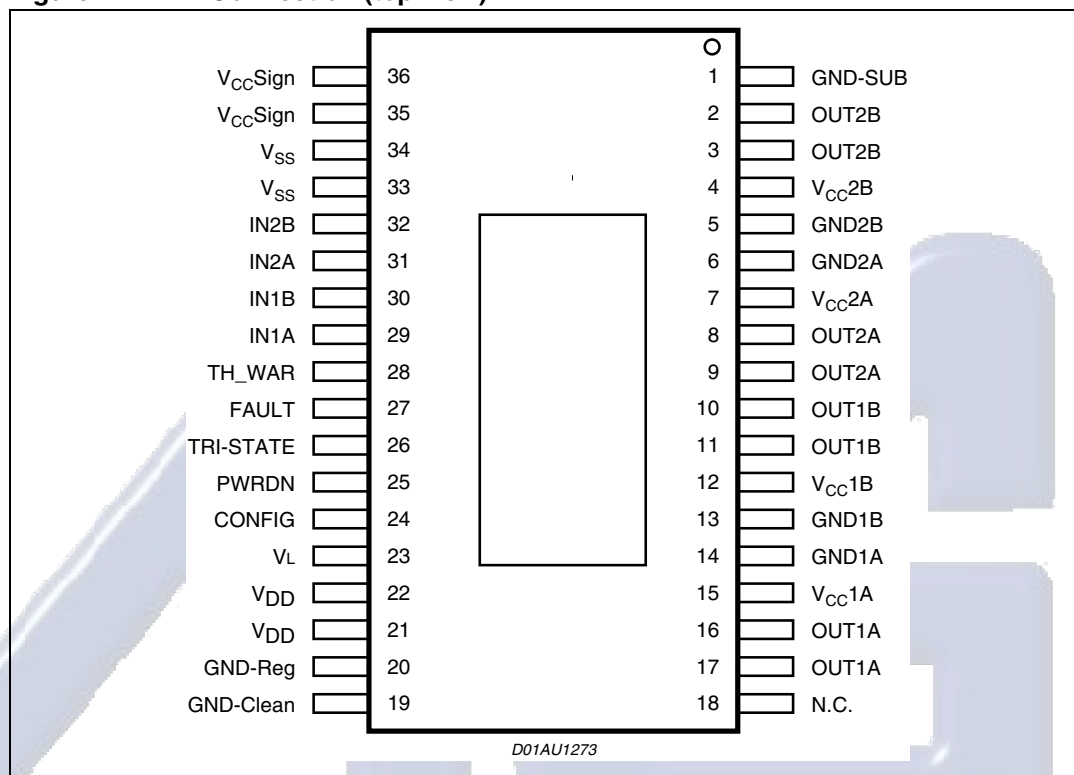 VCCSign 36 1 GND-SUB
VCCSign 35 2 OUT2B
VSS 34 3 OUT2B
VSS 33 4 VCC2B
IN2B 32 5 GND2B
IN2A 31 6 GND2A
IN1B 30 7 VCC2A
IN1A 29 8 OUT2A
TH_WAR 28 9 OUT2A
FAULT 27 10 OUT1B
TRI-STATE 26 11 OUT1B
PWRDN 25 12 VCC1B
CONFIG 24 13 GND1B
VL 23 14 GND1A
VDD 22 15 VCC1A
VDD 21 16 OUT1A
GND-Reg 20 17 OUT1A
GND-Clean 19 18 N.C.
D01AU1273